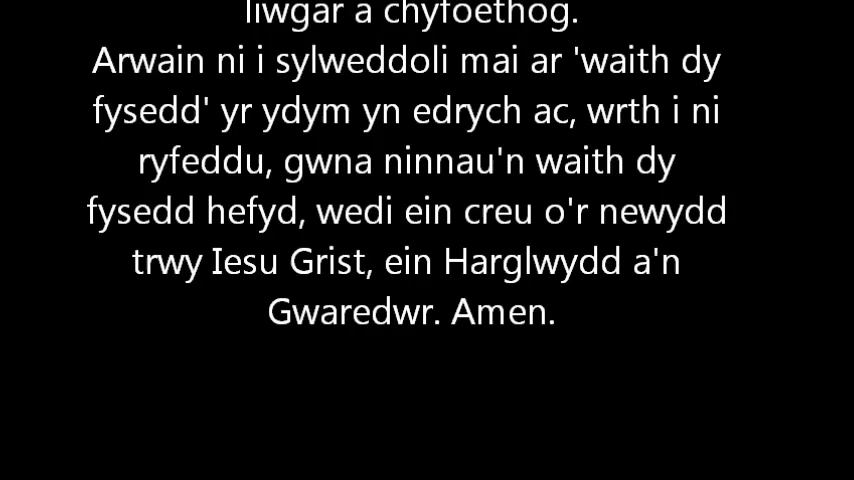 liwgar a chyfoethog.
Arwain ni i sylweddoli mai ar 'waith dy
fysedd' yr ydym yn edrych ac, wrth i ni
ryfeddu, gwna ninnau'n waith dy
fysedd hefyd, wedi ein creu o'r newydd
trwy Iesu Grist, ein Harglwydd a'n
Gwaredwr. Amen.